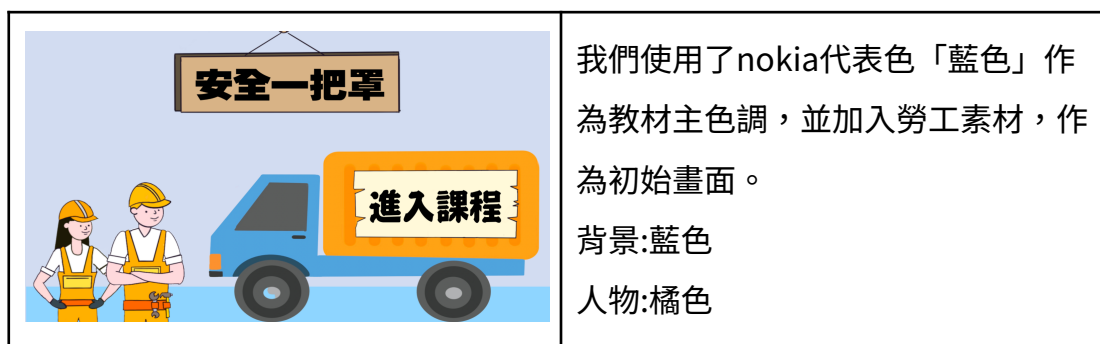 安全一把罩
進入課程
我們使用了nokia代表色「藍色」作
為教材主色調，並加入勞工素材，作
為初始畫面。
背景:藍色
人物:橘色